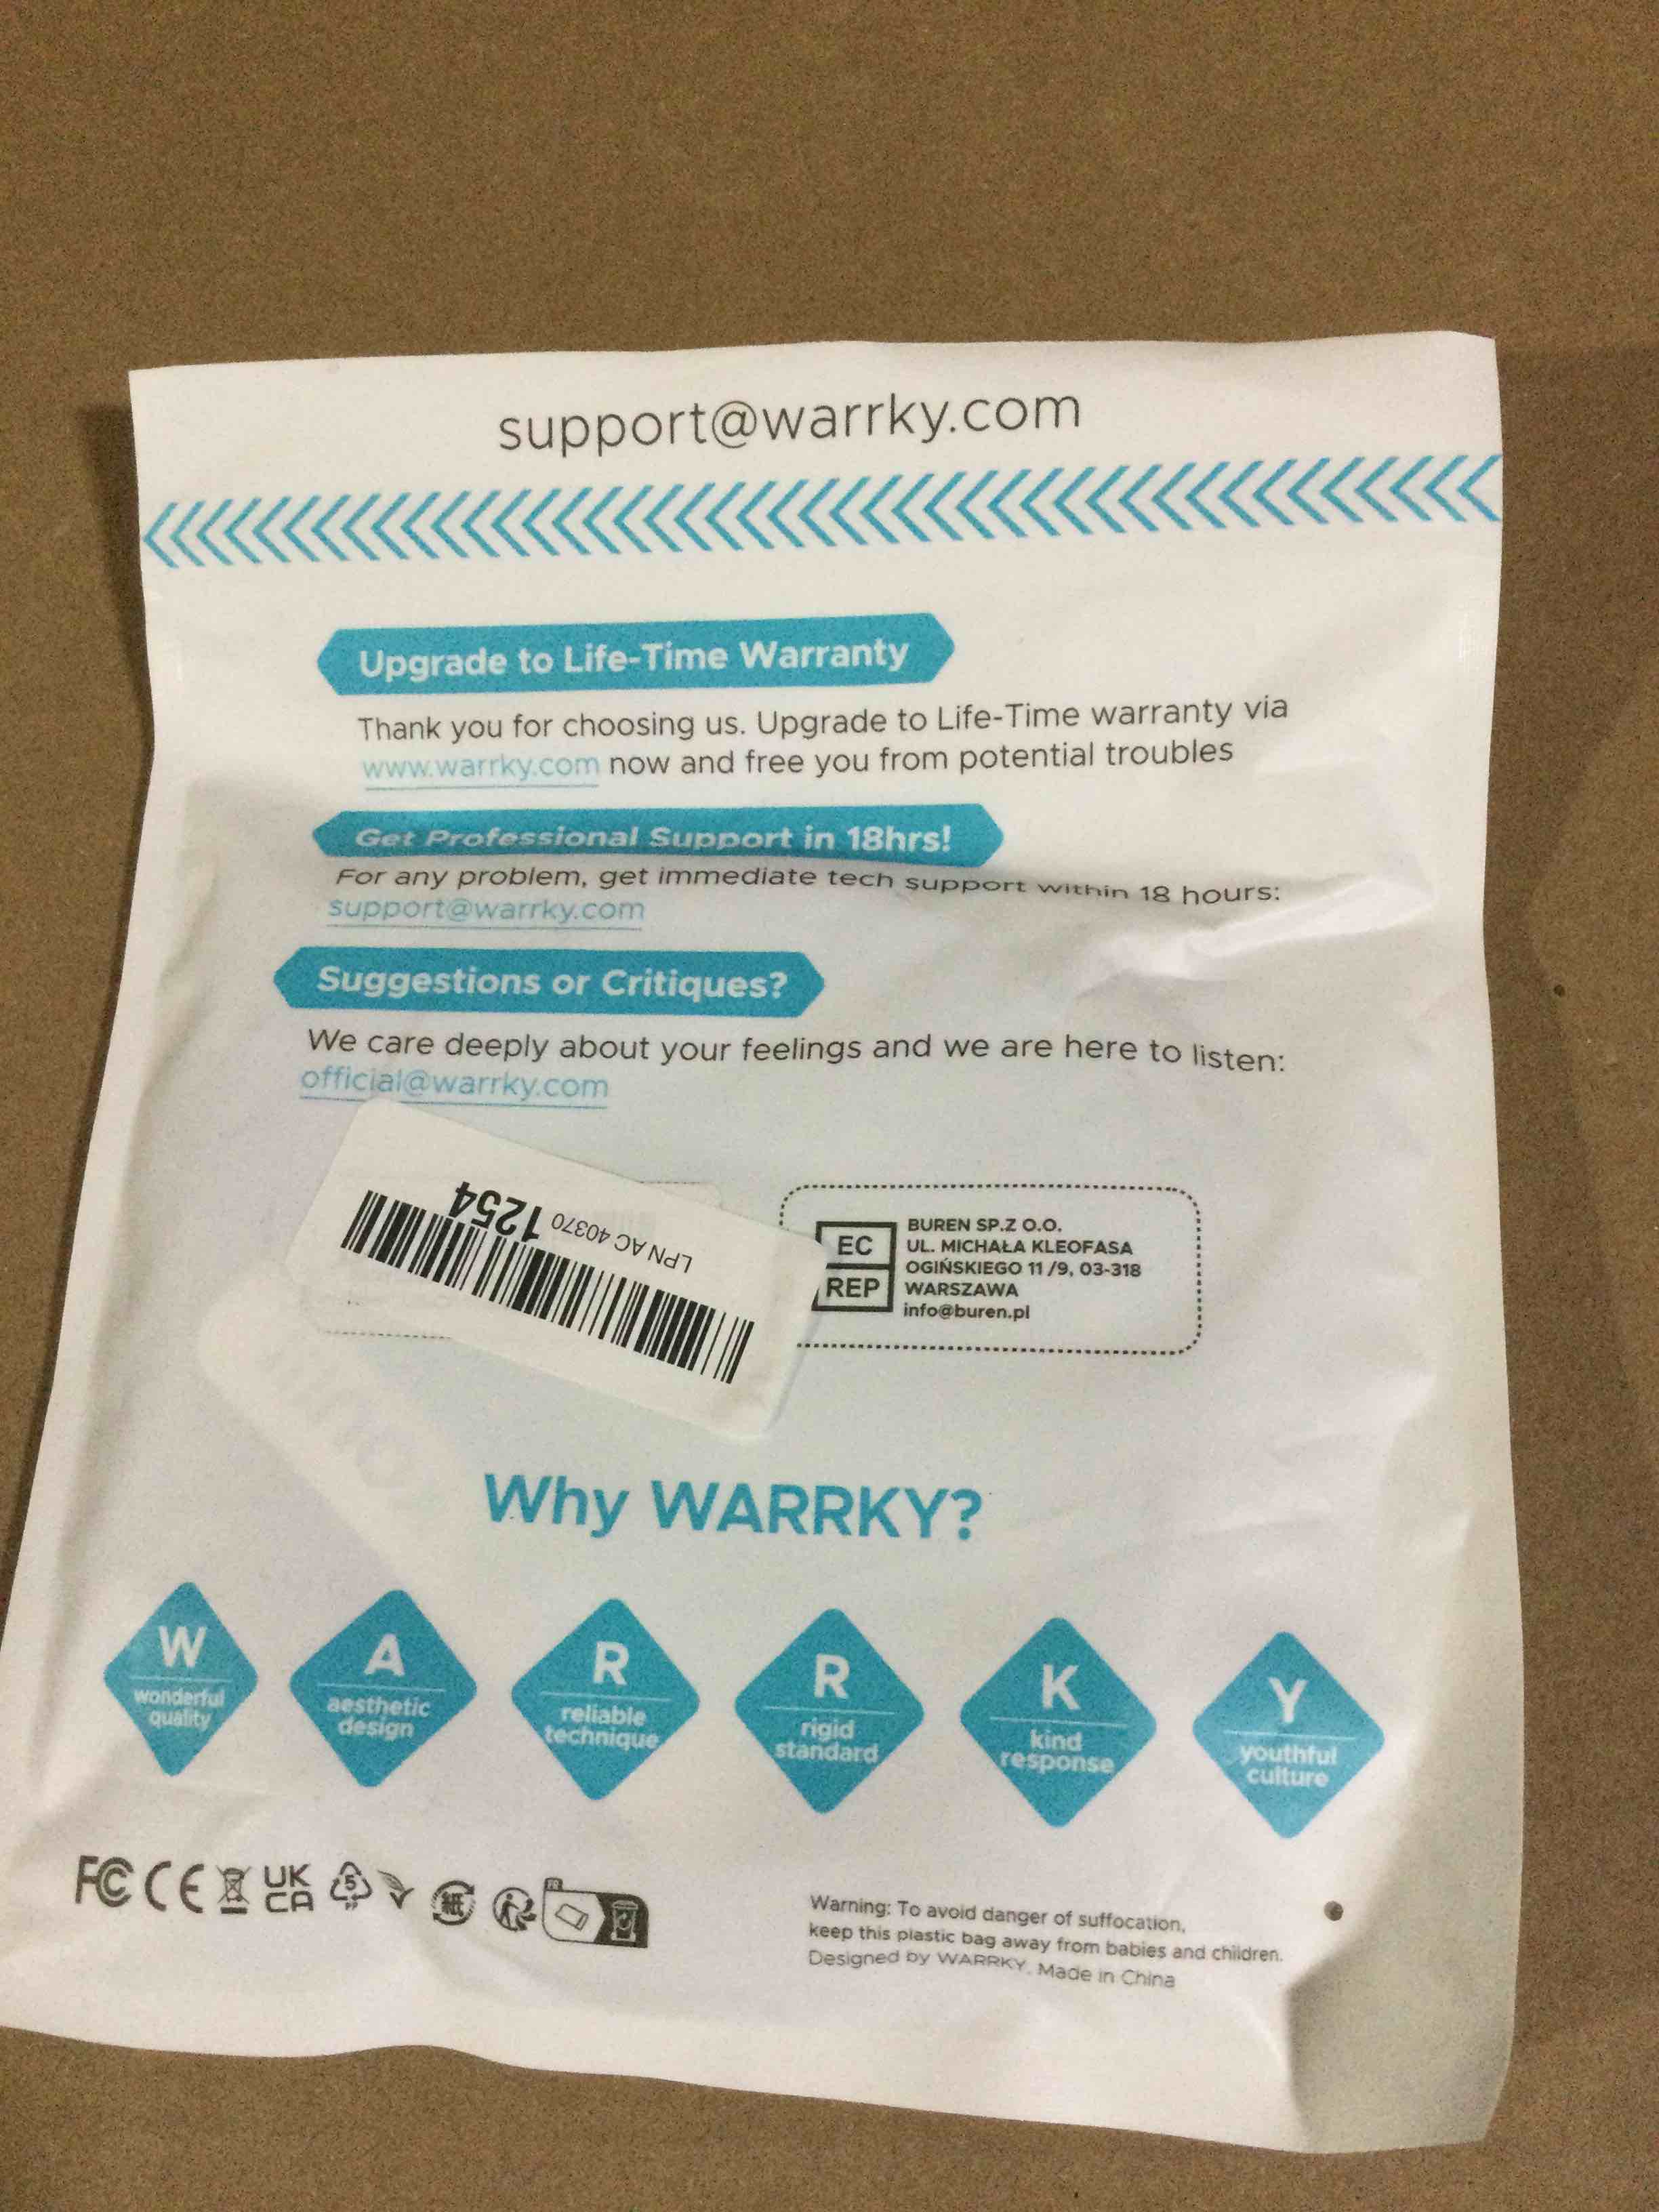 support@warrky.com
Upgrade to Life-Time Warranty
Thank you for choosing us. Upgrade to Life-Time warranty via
www.warrky.com now and free you from potential troubles
Get Professional Support in 18hrs!
For any problem, get immediate tech support within 18 hours:
support@warrky.com
Suggestions or Critiques?
We care deeply about your feelings and we are here to listen:
official@warrky.com
LPN AC 40370 1254
EC
REP
BUREN SP.Z O.O.
UL. MICHAŁA KLEOFASA
OGIŃSKIEGO 11 /9, 03-318
WARSZAWA
info@buren.pl
Why WARRKY?
W
wonderful
quality
A
aesthetic
design
R
reliable
technique
R
rigid
standard
K
kind
response
Y
youthful
culture
FC CE UK
CA
5
PP
紙
FR
Warning: To avoid danger of suffocation,
keep this plastic bag away from babies and children.
Designed by WARRKY. Made in China